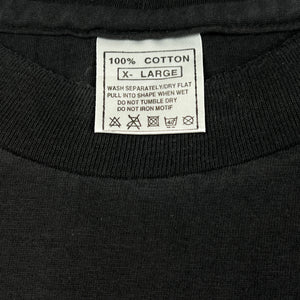 100% COTTON
X- LARGE
WASH SEPARATELY/DRY FLAT
PULL INTO SHAPE WHEN WET
DO NOT TUMBLE DRY
DO NOT IRON MOTIF